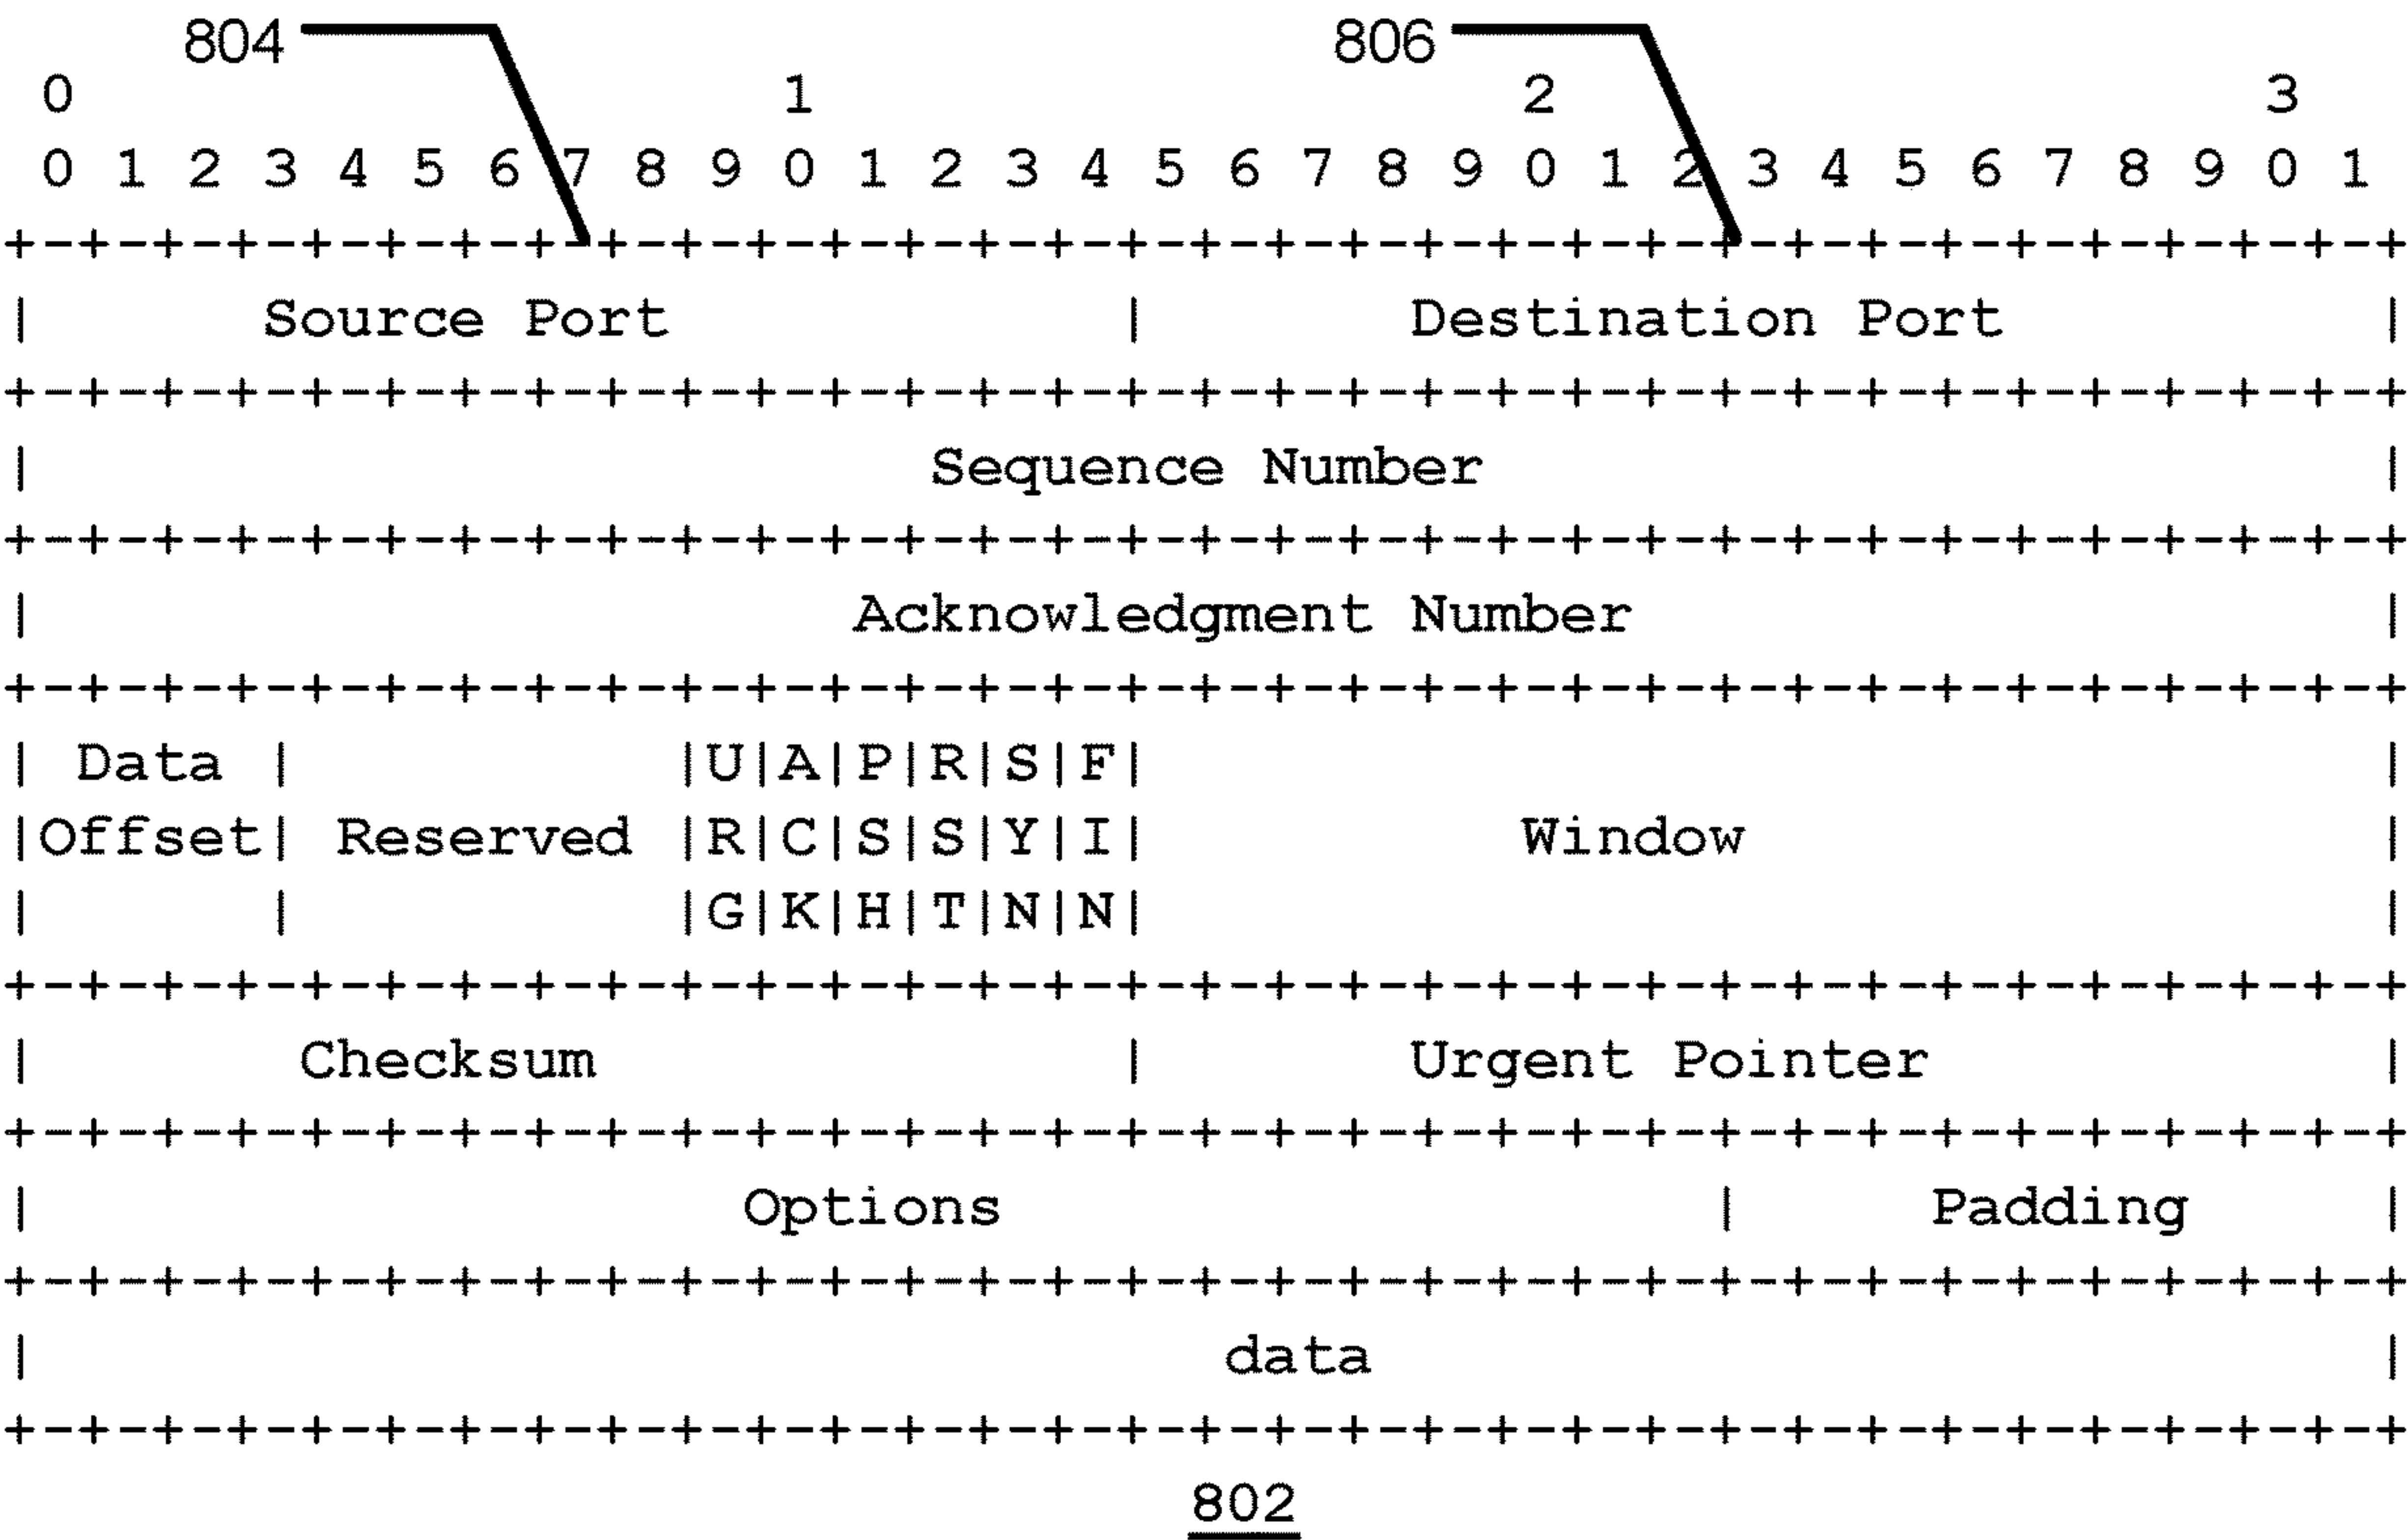 804 806
0 1 2 3
0 1 2 3 4 5 6 7 8 9 0 1 2 3 4 5 6 7 8 9 0 1 2 3 4 5 6 7 8 9 0 1
+-+-+-+-+-+-+-+-+-+-+-+-+-+-+-+-+-+-+-+-+-+-+-+-+-+-+-+-+-+-+-+-+
| Source Port | Destination Port |
+-+-+-+-+-+-+-+-+-+-+-+-+-+-+-+-+-+-+-+-+-+-+-+-+-+-+-+-+-+-+-+-+
| Sequence Number |
+-+-+-+-+-+-+-+-+-+-+-+-+-+-+-+-+-+-+-+-+-+-+-+-+-+-+-+-+-+-+-+-+
| Acknowledgment Number |
+-+-+-+-+-+-+-+-+-+-+-+-+-+-+-+-+-+-+-+-+-+-+-+-+-+-+-+-+-+-+-+-+
| Data | |U|A|P|R|S|F| |
|Offset| Reserved |R|C|S|S|Y|I| Window |
| | |G|K|H|T|N|N| |
+-+-+-+-+-+-+-+-+-+-+-+-+-+-+-+-+-+-+-+-+-+-+-+-+-+-+-+-+-+-+-+-+
| Checksum | Urgent Pointer |
+-+-+-+-+-+-+-+-+-+-+-+-+-+-+-+-+-+-+-+-+-+-+-+-+-+-+-+-+-+-+-+-+
| Options | Padding |
+-+-+-+-+-+-+-+-+-+-+-+-+-+-+-+-+-+-+-+-+-+-+-+-+-+-+-+-+-+-+-+-+
| data |
+-+-+-+-+-+-+-+-+-+-+-+-+-+-+-+-+-+-+-+-+-+-+-+-+-+-+-+-+-+-+-+-+
802